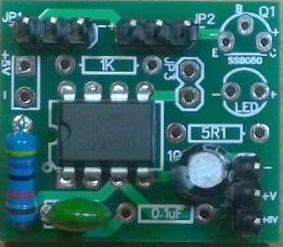 JP1
JP2
Q1
B
+
E
C
SS8050
+5V
-
1K
JP3
+
LED
5R1
10
-
+V
0.1uF
+5V